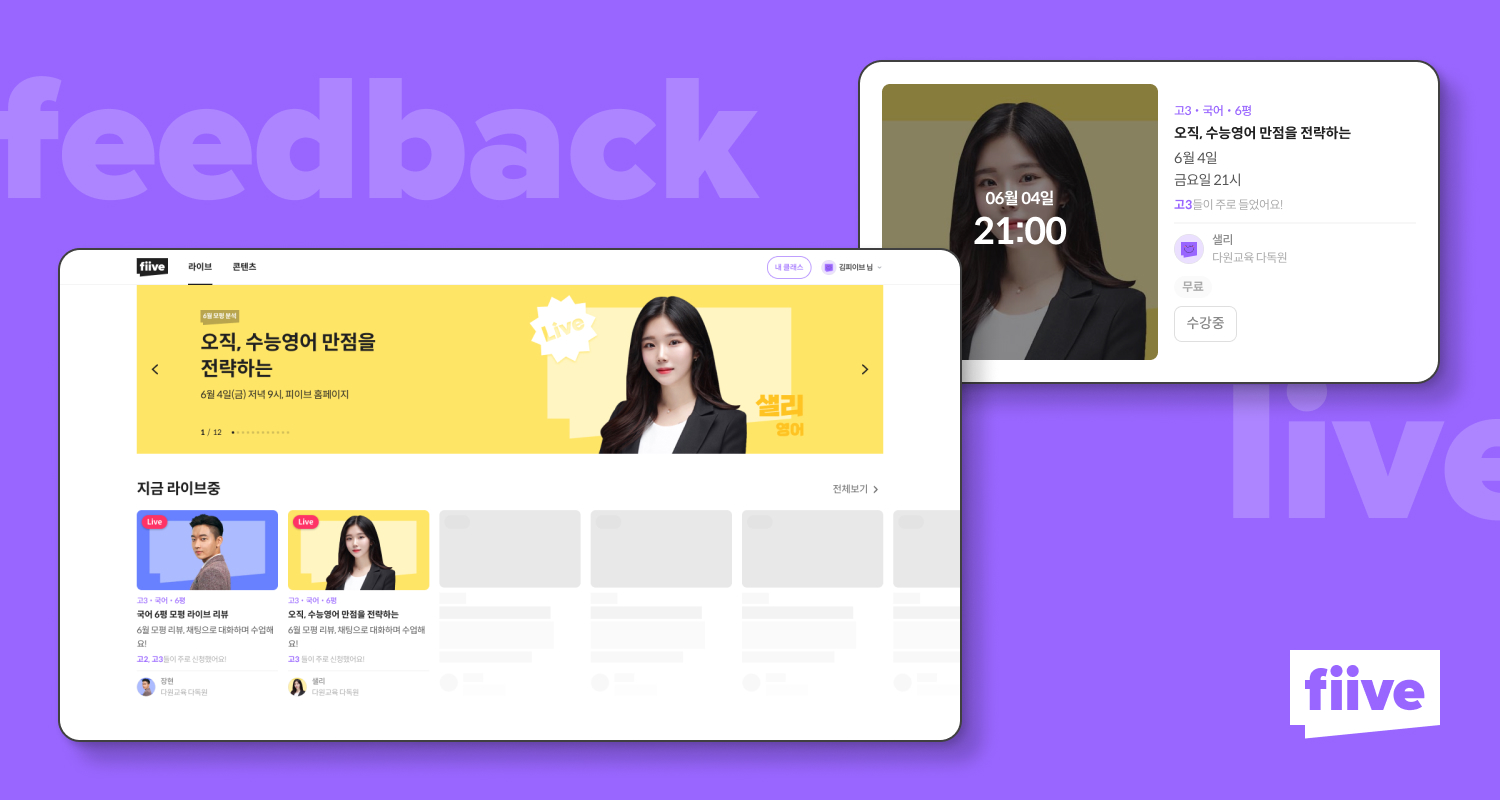 feedback
고3 • 국어 • 6평
오직, 수능영어 만점을 전략하는
6월 4일
금요일 21시
고3들이 주로 들었어요!
샐리
다원교육 다독원
무료
수강중
06월 04일
21:00
fiive
라이브
콘텐츠
내 클래스
김피이브 님
6월 모평 분석
오직, 수능영어 만점을
전략하는
6월 4일(금) 저녁 9시, 피이브 홈페이지
1 / 12
Live
샐리
영어
지금 라이브중
전체보기
Live
고3 • 국어 • 6평
국어 6평 모평 라이브 리뷰
6월 모평 리뷰, 채팅으로 대화하며 수업해
요!
고2, 고3들이 주로 신청했어요!
장현
다원교육 다독원
Live
고3 • 국어 • 6평
오직, 수능영어 만점을 전략하는
6월 모평 리뷰, 채팅으로 대화하며 수업해
요!
고3 들이 주로 신청했어요!
샐리
다원교육 다독원
live
fiive